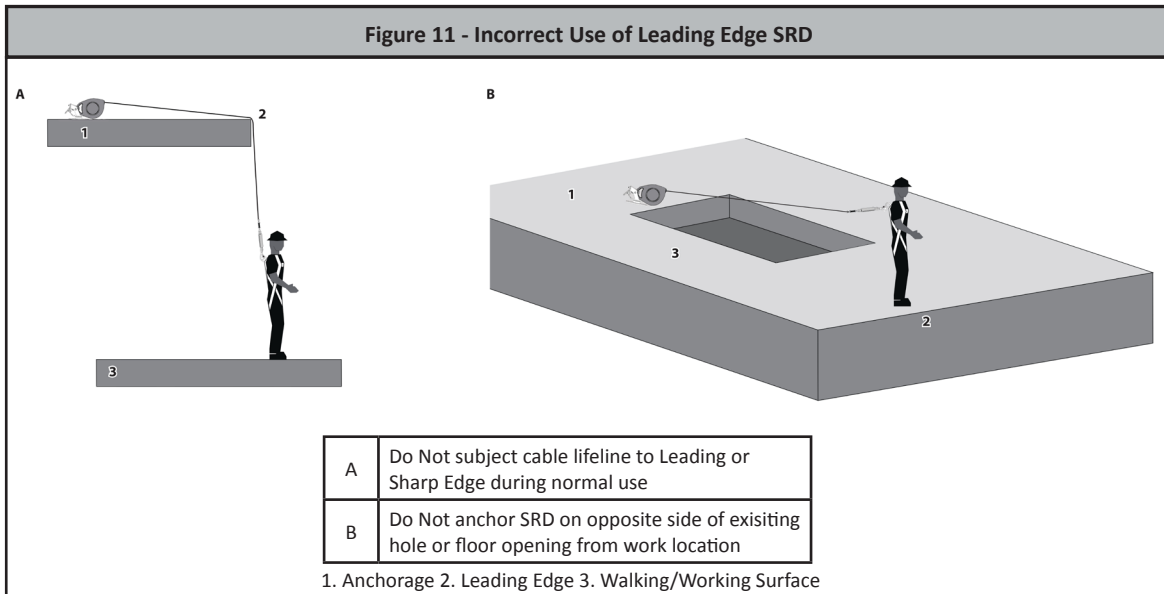 Figure 11 - Incorrect Use of Leading Edge SRD
A
1
2
3
B
1
3
2
A
Do Not subject cable lifeline to Leading or
Sharp Edge during normal use
B
Do Not anchor SRD on opposite side of exisiting
hole or floor opening from work location
1. Anchorage 2. Leading Edge 3. Walking/Working Surface